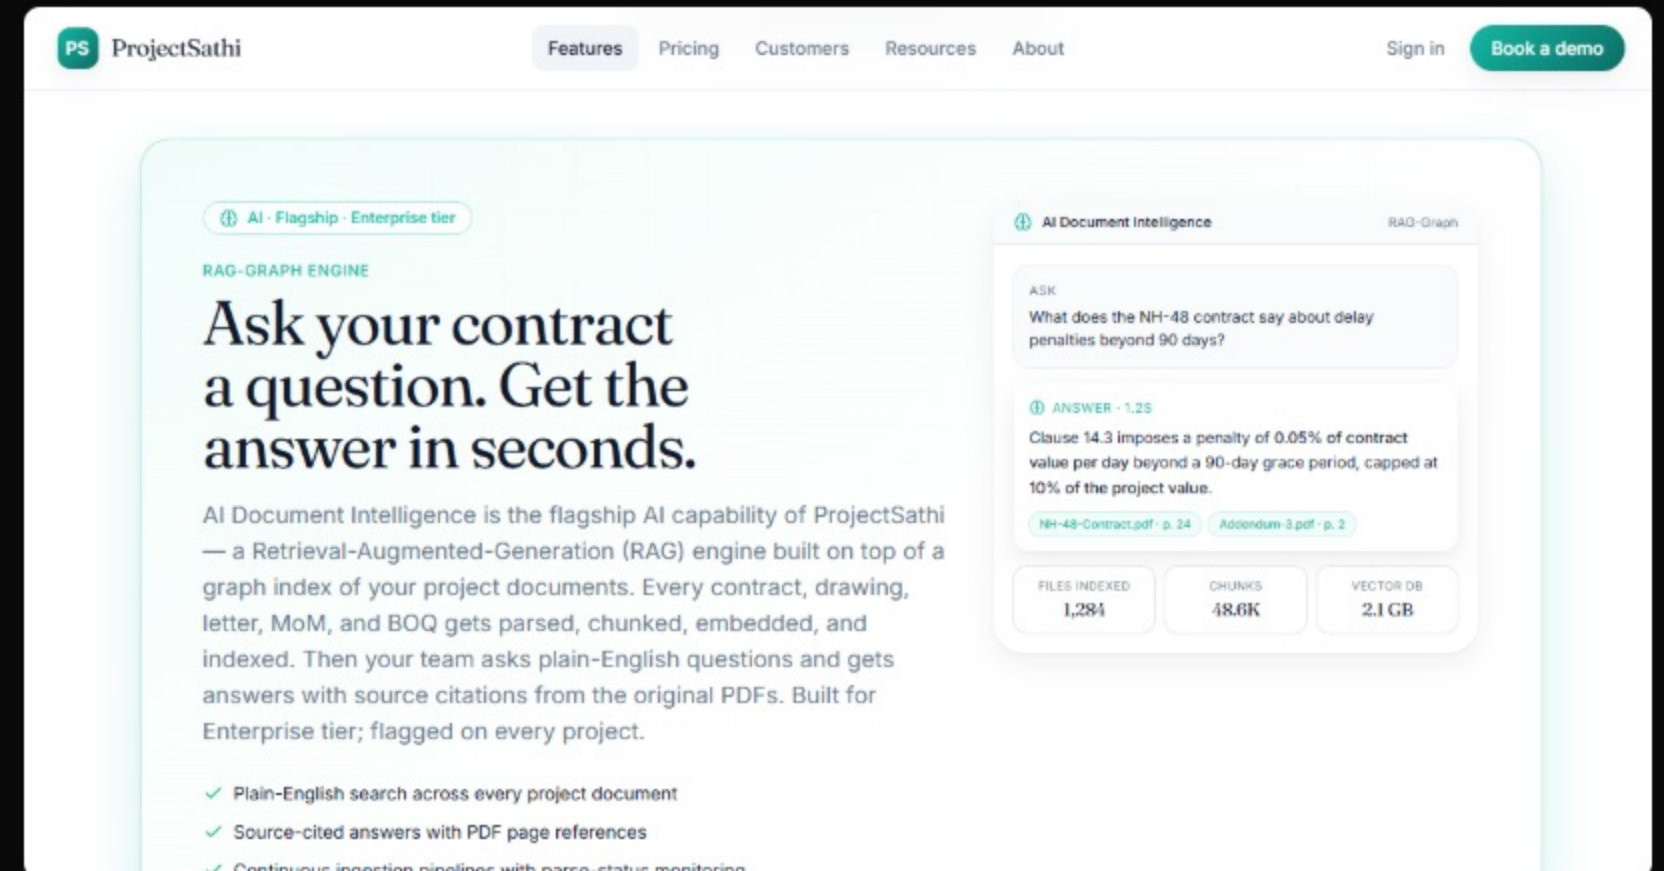 PS ProjectSathi
Features Pricing Customers Resources About
Sign in Book a demo
AI · Flagship · Enterprise tier
RAG-GRAPH ENGINE
Ask your contract
a question. Get the
answer in seconds.
AI Document Intelligence is the flagship AI capability of ProjectSathi
— a Retrieval-Augmented-Generation (RAG) engine built on top of a
graph index of your project documents. Every contract, drawing,
letter, MoM, and BOQ gets parsed, chunked, embedded, and
indexed. Then your team asks plain-English questions and gets
answers with source citations from the original PDFs. Built for
Enterprise tier; flagged on every project.
Plain-English search across every project document
Source-cited answers with PDF page references
Continuous ingestion pipelines with parse-status monitoring
AI Document Intelligence RAG-Graph
ASK
What does the NH-48 contract say about delay
penalties beyond 90 days?
ANSWER · 1.2S
Clause 14.3 imposes a penalty of 0.05% of contract
value per day beyond a 90-day grace period, capped at
10% of the project value.
NH-48-Contract.pdf · p. 24 Addendum-3.pdf · p. 2
FILES INDEXED CHUNKS VECTOR DB
1,284 48.6K 2.1 GB